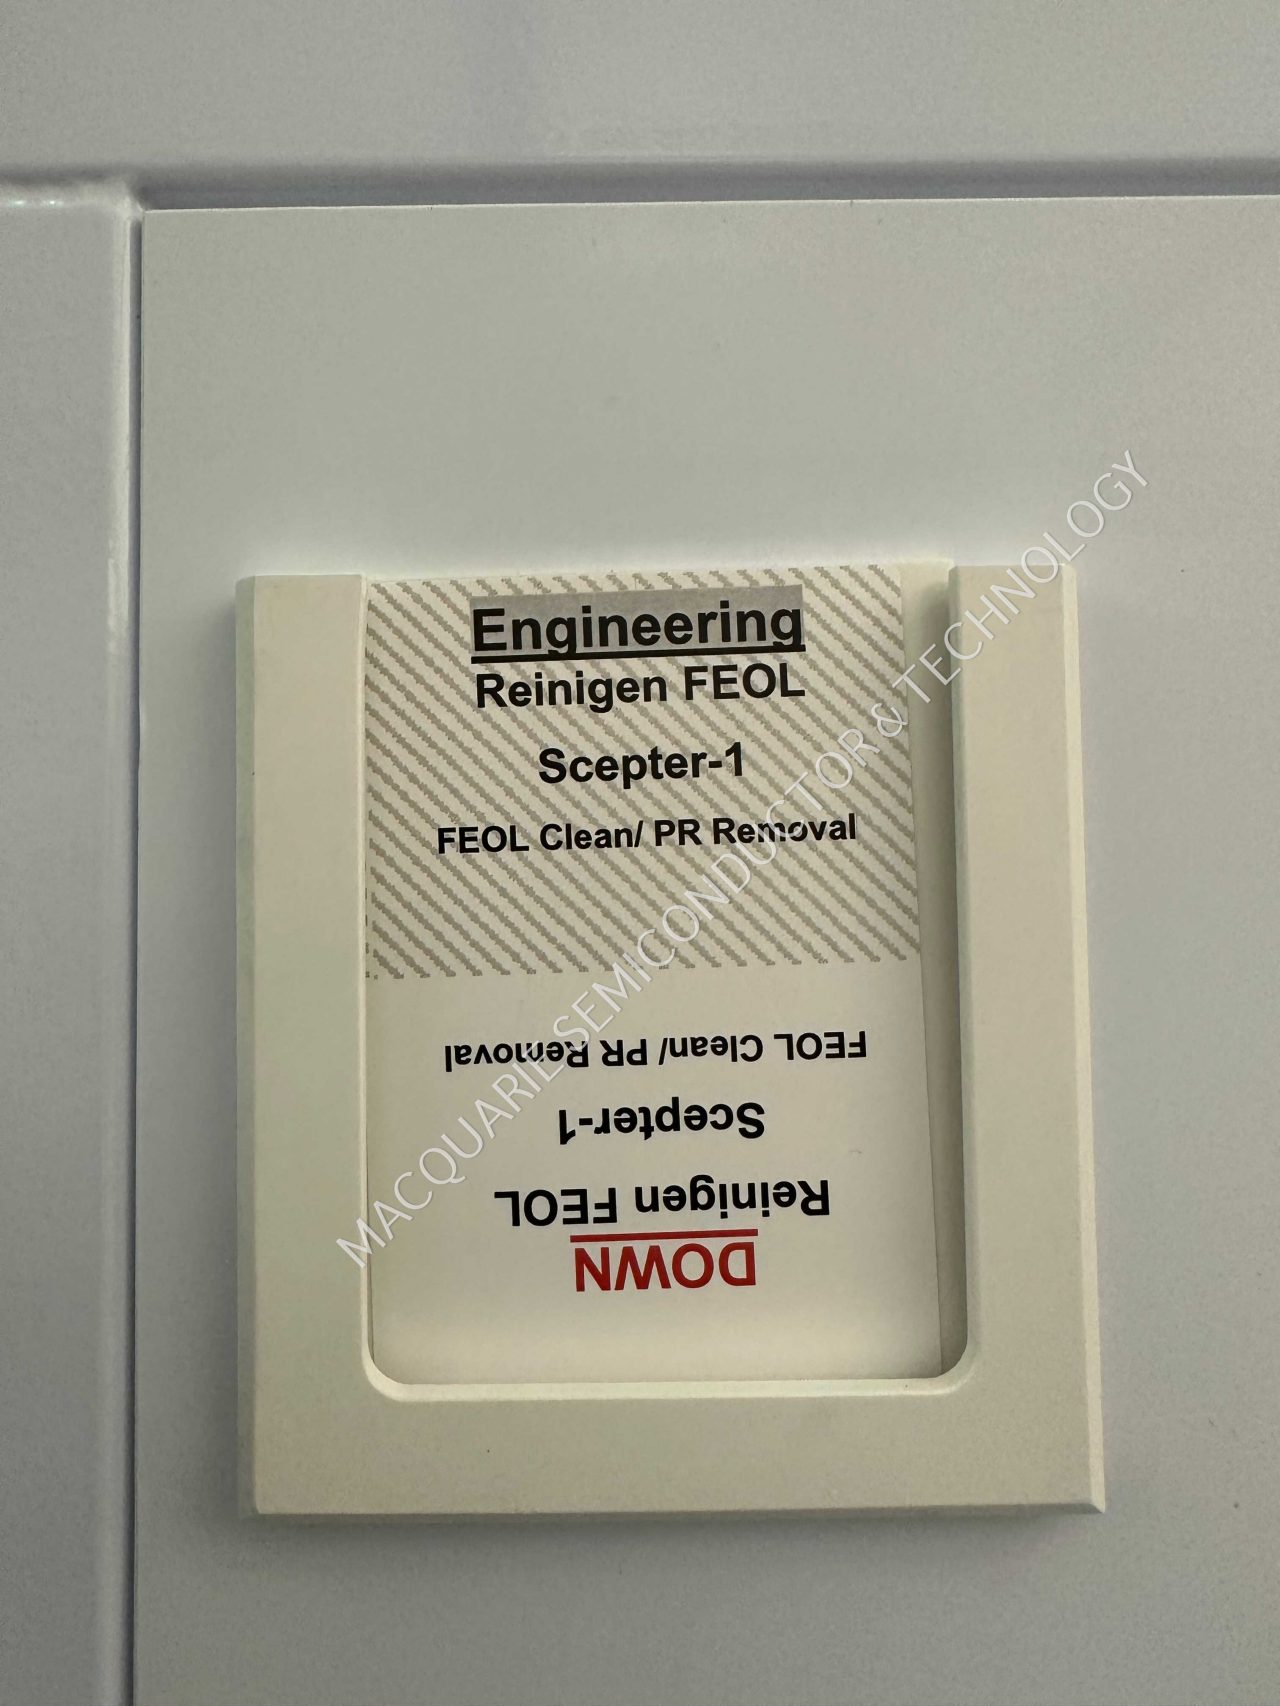 Engineering
Reinigen FEOL
Scepter-1
FEOL Clean/ PR Removal
FEOL Clean/ PR Removal
Scepter-1
Reinigen FEOL
DOWN
MACQUARIE SEMICONDUCTOR & TECHNOLOGY